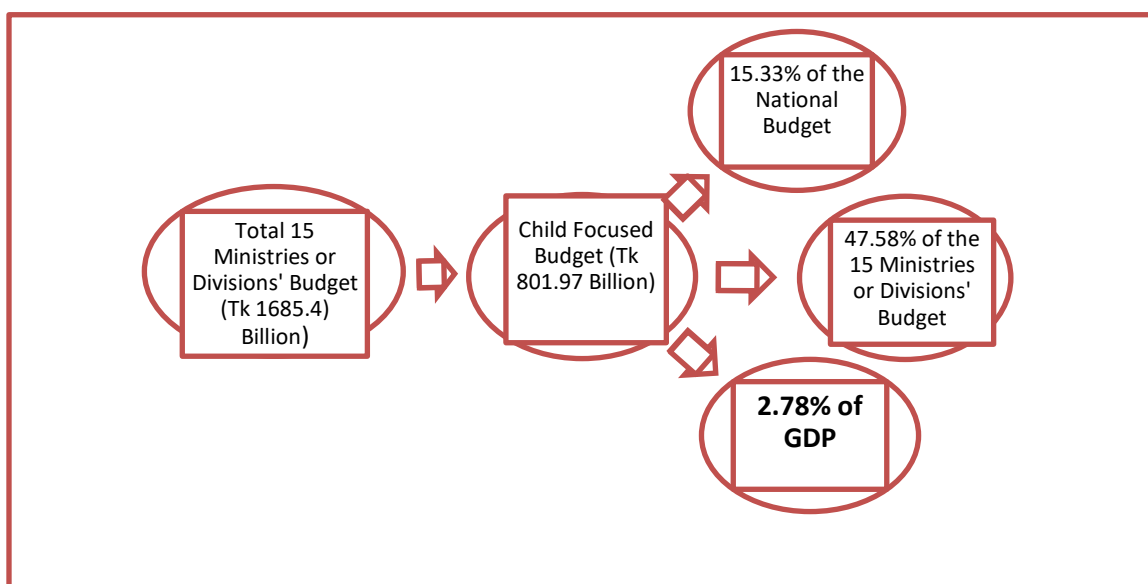 15.33% of the
National
Budget
Total 15
Ministries or
Divisions' Budget
(Tk 1685.4)
Billion)
Child Focused
Budget (Tk
801.97 Billion)
47.58% of the
15 Ministries
or Divisions'
Budget
2.78% of
GDP